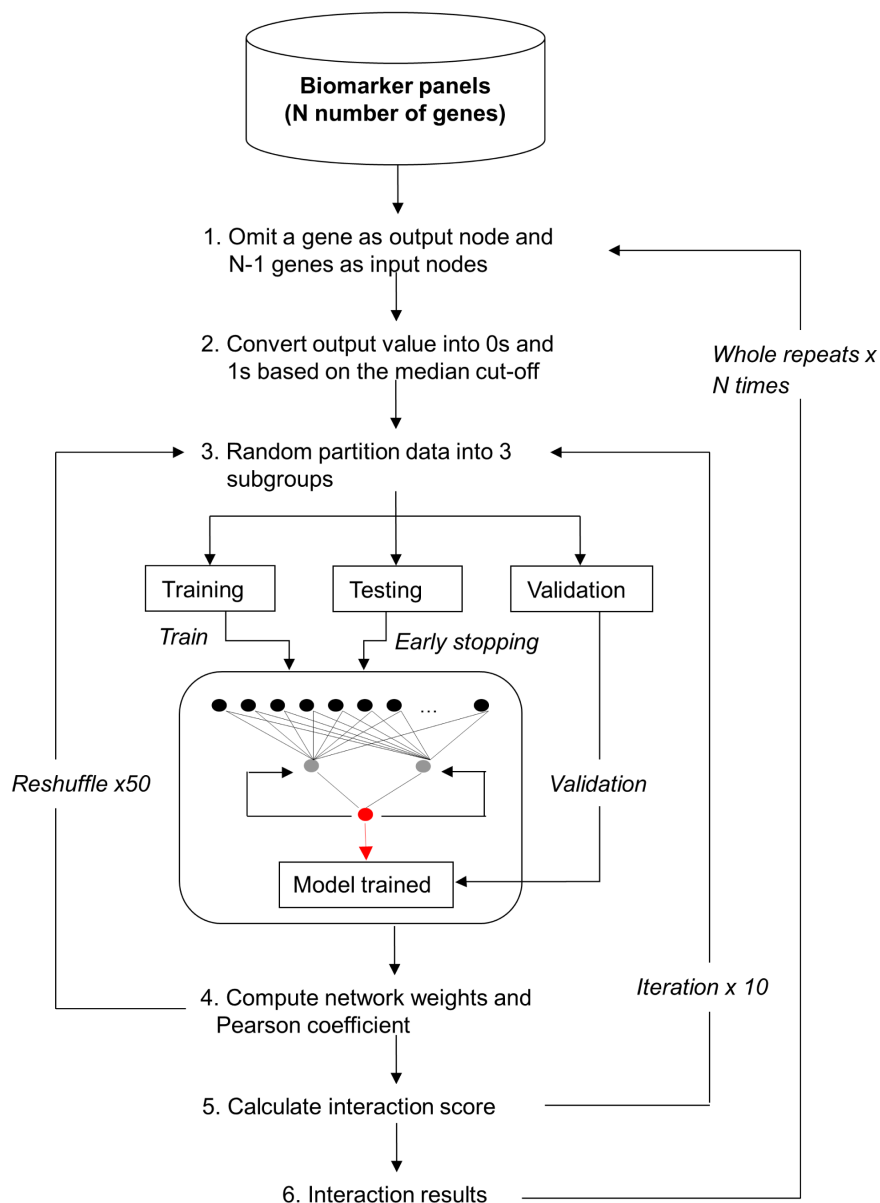 Biomarker panels
(N number of genes)
1. Omit a gene as output node and
N-1 genes as input nodes
2. Convert output value into 0s and
1s based on the median cut-off
Whole repeats x
N times
3. Random partition data into 3
subgroups
Training
Testing
Validation
Train
Early stopping
...
Reshuffle x50
Validation
Model trained
Iteration x 10
4. Compute network weights and
Pearson coefficient
5. Calculate interaction score
6. Interaction results